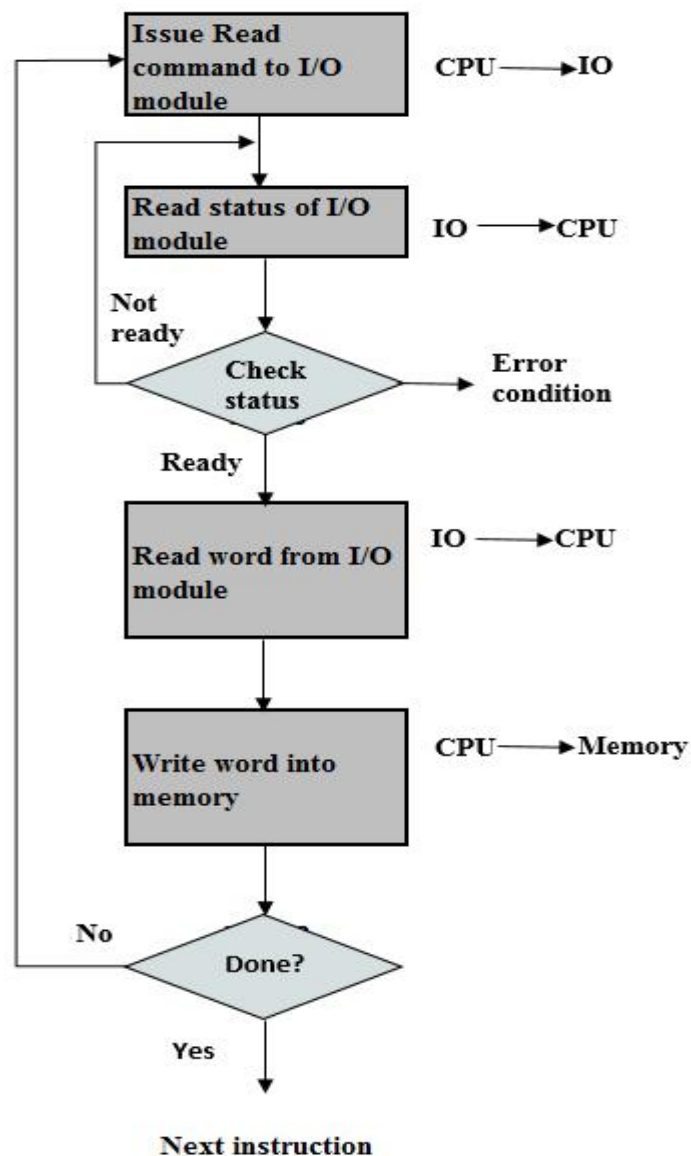 Issue Read
command to I/O
module
CPU
IO
Read status of I/O
module
IO
CPU
Not
ready
Check
status
Error
condition
Ready
Read word from I/O
module
IO
CPU
Write word into
memory
CPU
Memory
No
Done?
Yes
Next instruction